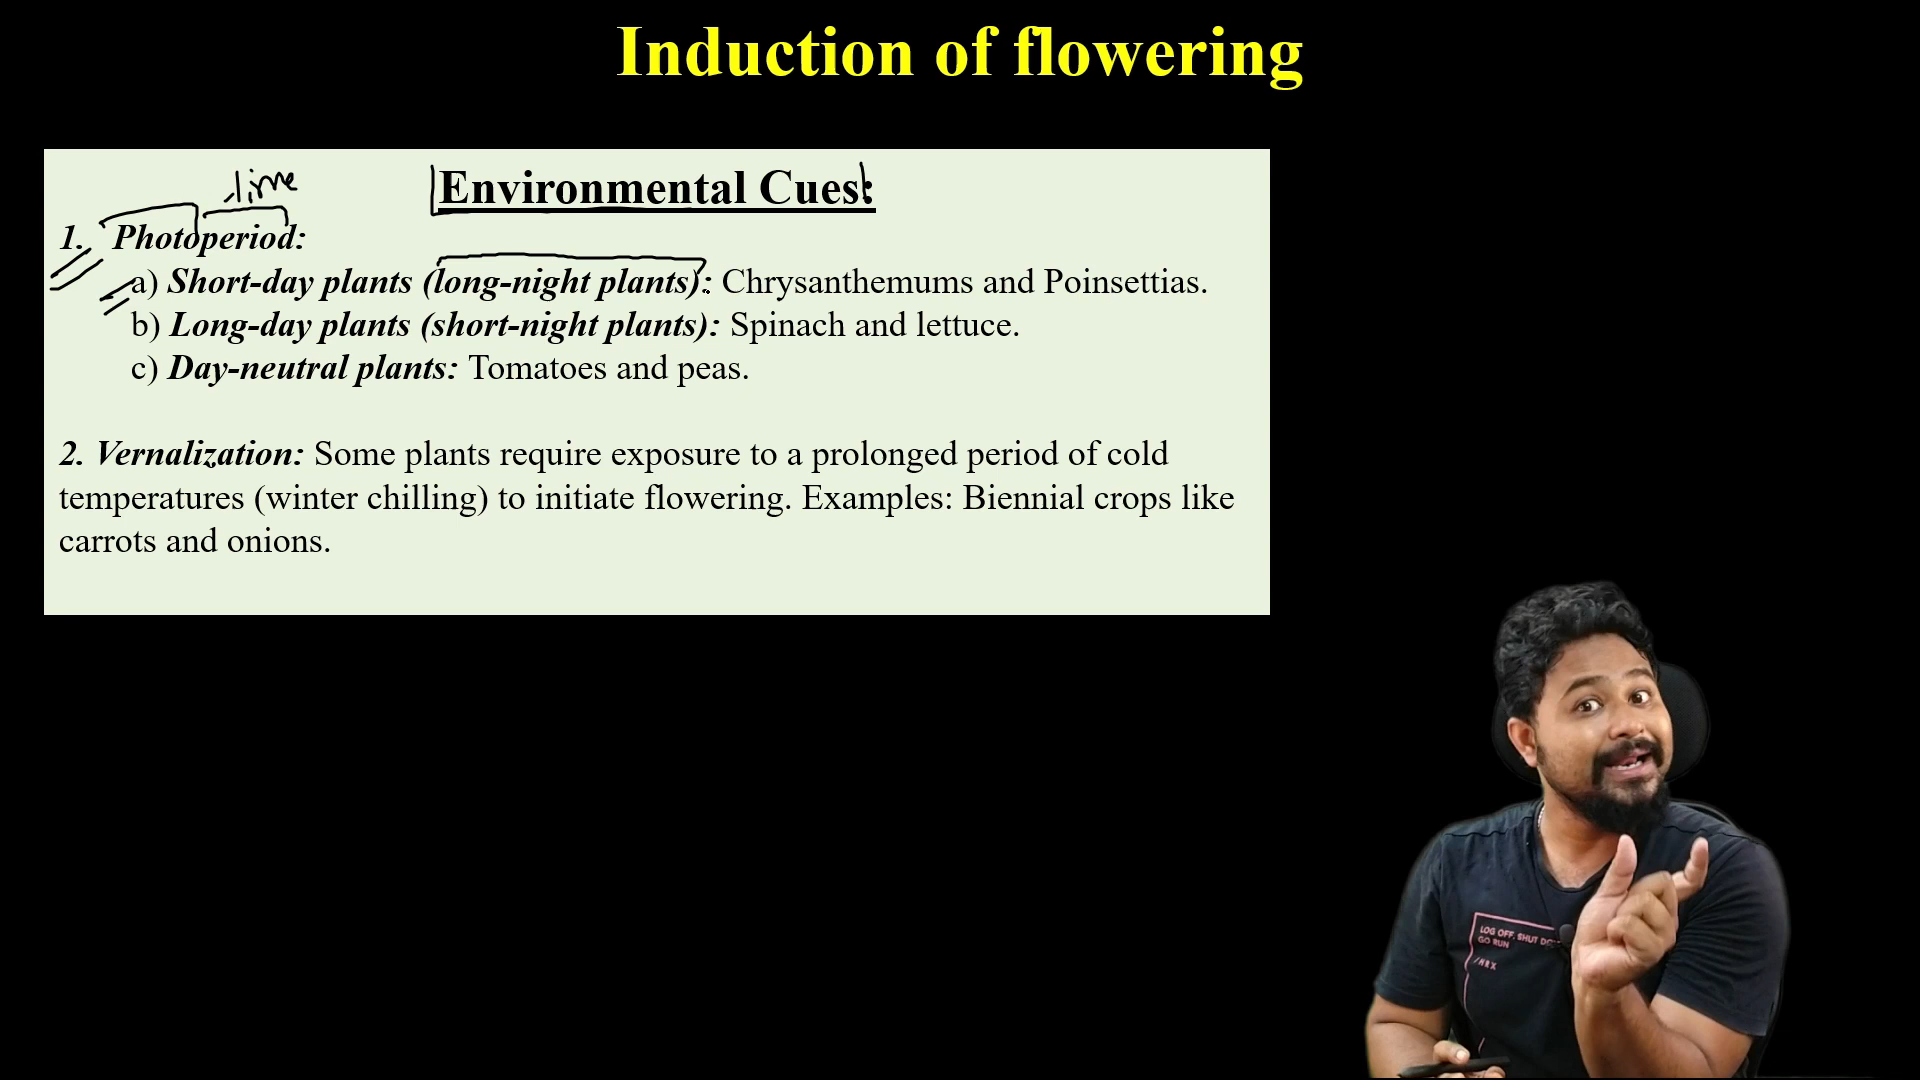 Induction of flowering
time
Environmental Cues:
1. Photoperiod:
a) Short-day plants (long-night plants): Chrysanthemums and Poinsettias.
b) Long-day plants (short-night plants): Spinach and lettuce.
c) Day-neutral plants: Tomatoes and peas.
2. Vernalization: Some plants require exposure to a prolonged period of cold
temperatures (winter chilling) to initiate flowering. Examples: Biennial crops like
carrots and onions.
LOG OFF. SHUT
GO RUN
/HRX